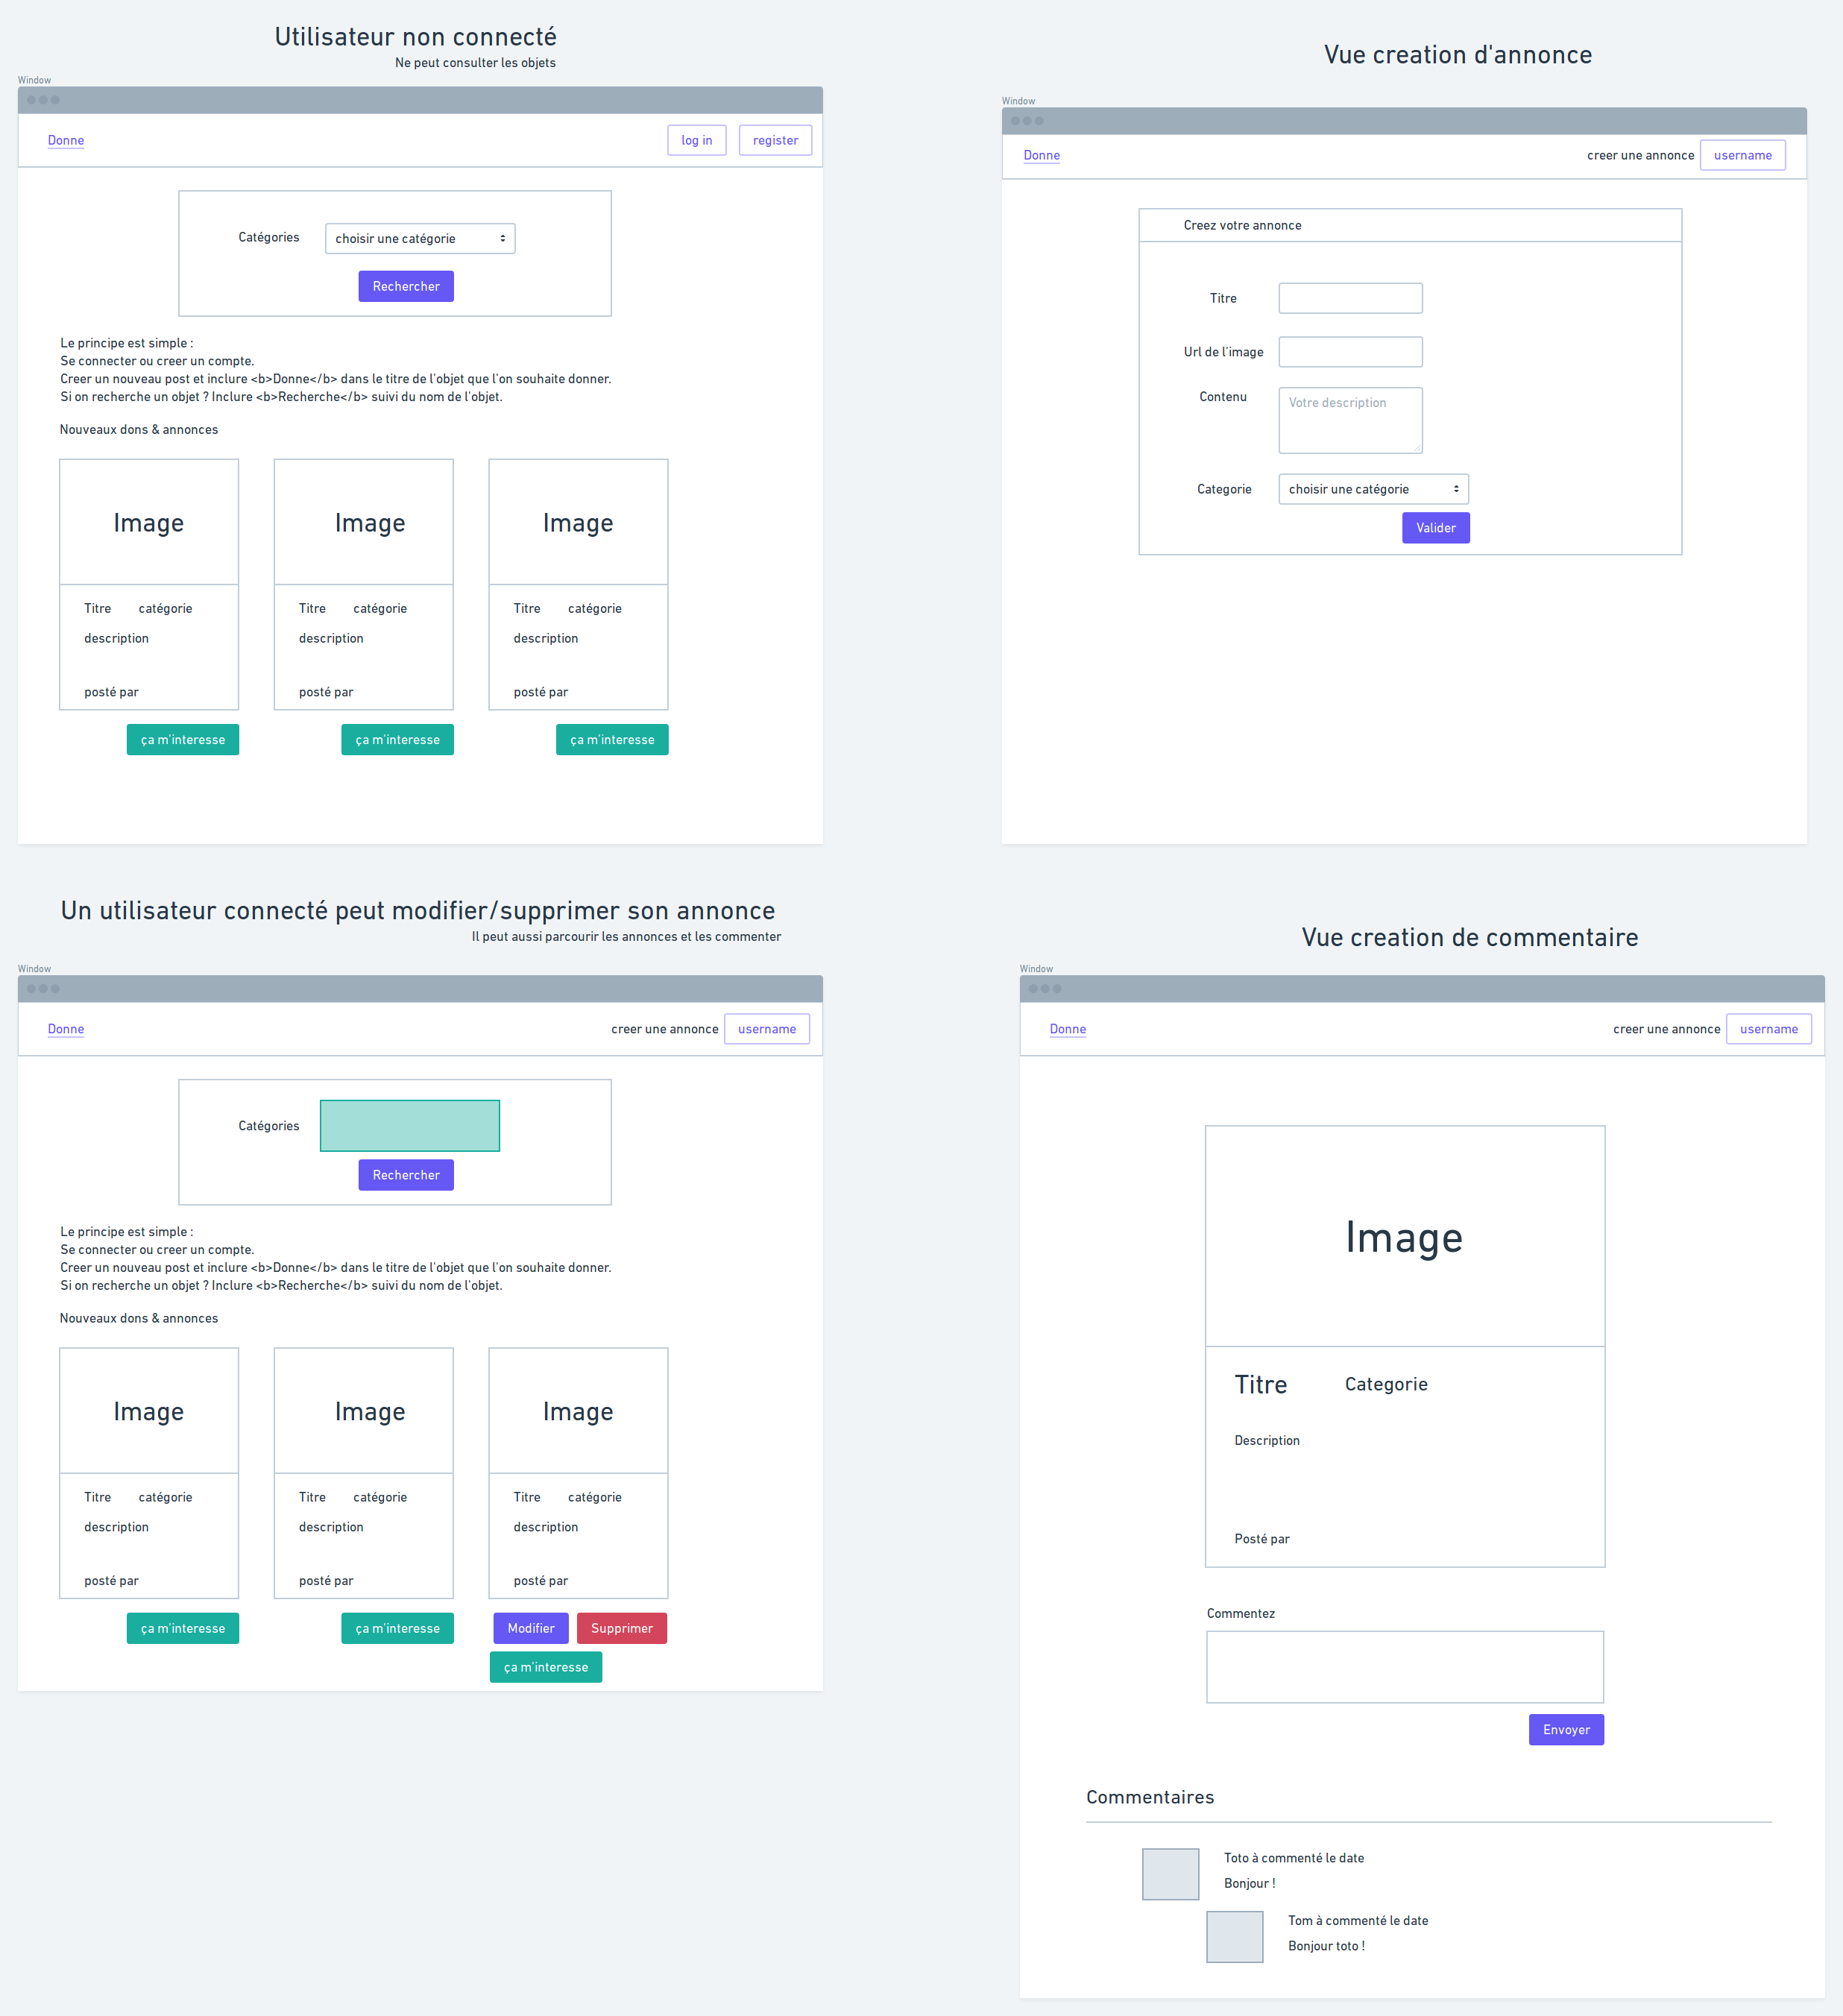 Utilisateur non connecté
Ne peut consulter les objets
Window
Donne log in register
Catégories choisir une catégorie
Rechercher
Le principe est simple :
Se connecter ou creer un compte.
Creer un nouveau post et inclure <b>Donne</b> dans le titre de l'objet que l'on souhaite donner.
Si on recherche un objet ? Inclure <b>Recherche</b> suivi du nom de l'objet.
Nouveaux dons & annonces
Image Image Image
Titre catégorie Titre catégorie Titre catégorie
description description description
posté par posté par posté par
ça m'interesse ça m'interesse ça m'interesse
Vue creation d'annonce
Window
Donne creer une annonce username
Creez votre annonce
Titre
Url de l'image
Contenu Votre description
Categorie choisir une catégorie
Valider
Un utilisateur connecté peut modifier/supprimer son annonce
Il peut aussi parcourir les annonces et les commenter
Window
Donne creer une annonce username
Catégories
Rechercher
Le principe est simple :
Se connecter ou creer un compte.
Creer un nouveau post et inclure <b>Donne</b> dans le titre de l'objet que l'on souhaite donner.
Si on recherche un objet ? Inclure <b>Recherche</b> suivi du nom de l'objet.
Nouveaux dons & annonces
Image Image Image
Titre catégorie Titre catégorie Titre catégorie
description description description
posté par posté par posté par
ça m'interesse ça m'interesse Modifier Supprimer
ça m'interesse
Vue creation de commentaire
Window
Donne creer une annonce username
Image
Titre Categorie
Description
Posté par
Commentez
Envoyer
Commentaires
Toto à commenté le date
Bonjour !
Tom à commenté le date
Bonjour toto !